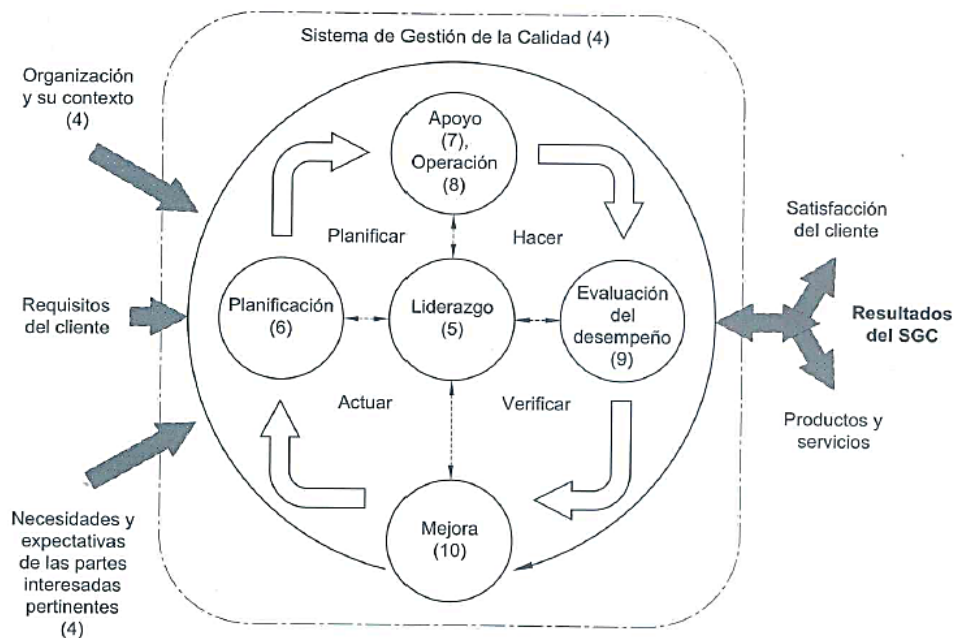 Sistema de Gestión de la Calidad (4)
Organización
y su contexto
(4)
Requisitos
del cliente
Necesidades y
expectativas
de las partes
interesadas
pertinentes
(4)
Apoyo
(7),
Operación
(8)
Planificar
Hacer
Planificación
(6)
Liderazgo
(5)
Evaluación
del
desempeño
(9)
Actuar
Verificar
Mejora
(10)
Satisfacción
del cliente
Resultados
del SGC
Productos y
servicios